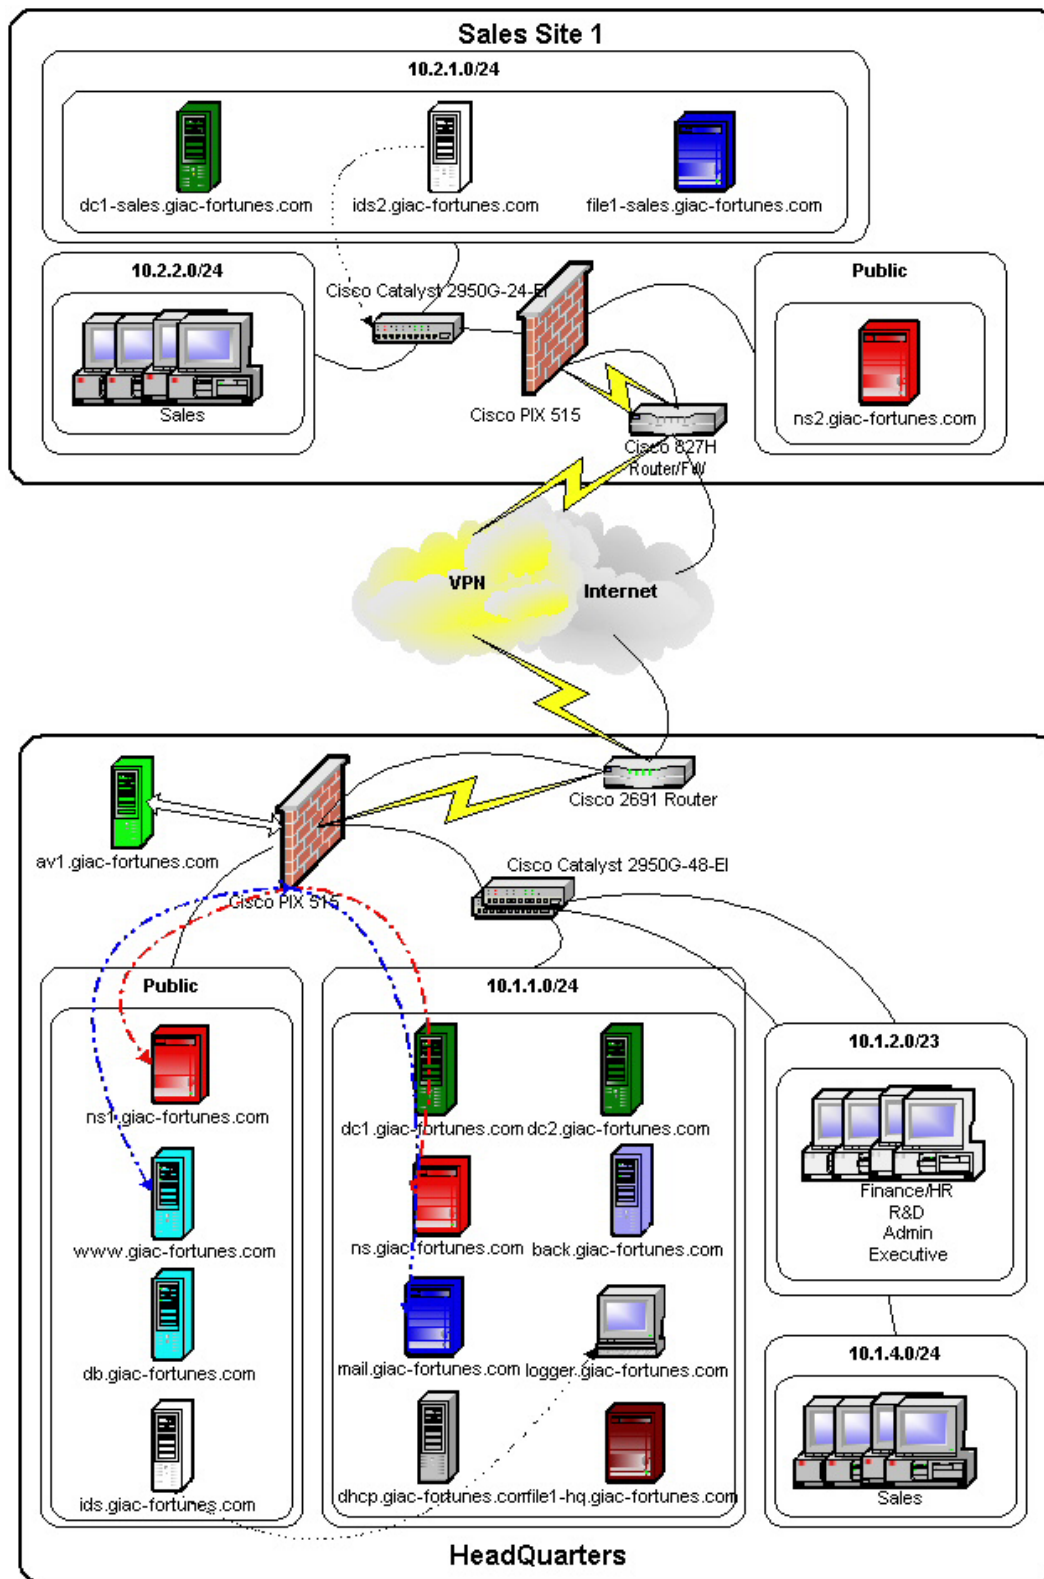 Sales Site 1
10.2.1.0/24
dc1-sales.giac-fortunes.com
ids2.giac-fortunes.com
file1-sales.giac-fortunes.com
10.2.2.0/24
Sales
Cisco Catalyst 2950G-24-EI
Cisco PIX 515
Public
ns2.giac-fortunes.com
Cisco 827H
Router/FW
VPN
Internet
Cisco 2691 Router
av1.giac-fortunes.com
Cisco PIX 515
Cisco Catalyst 2950G-48-EI
Public
ns1.giac-fortunes.com
www.giac-fortunes.com
db.giac-fortunes.com
ids.giac-fortunes.com
10.1.1.0/24
dc1.giac-fortunes.com
dc2.giac-fortunes.com
ns.giac-fortunes.com
back.giac-fortunes.com
mail.giac-fortunes.com
logger.giac-fortunes.com
dhcp.giac-fortunes.com
file1-hq.giac-fortunes.com
10.1.2.0/23
Finance/HR
R&D
Admin
Executive
10.1.4.0/24
Sales
HeadQuarters